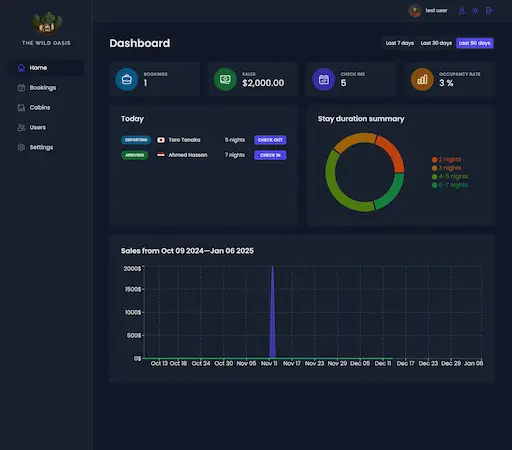 THE WILD OASIS
test user
Home
Bookings
Cabins
Users
Settings
Dashboard
Last 7 days Last 30 days Last 90 days
BOOKINGS
1
SALES
$2,000.00
CHECK INS
5
OCCUPANCY RATE
3 %
Today
DEPARTING Taro Tanaka 5 nights CHECK OUT
ARRIVING Ahmed Hassan 7 nights CHECK IN
Stay duration summary
2 nights
3 nights
4-5 nights
6-7 nights
Sales from Oct 09 2024—Jan 06 2025
2000$
1500$
1000$
500$
0$
Oct 13 Oct 18 Oct 24 Oct 30 Nov 05 Nov 11 Nov 17 Nov 23 Nov 29 Dec 05 Dec 11 Dec 17 Dec 23 Dec 29 Jan 06